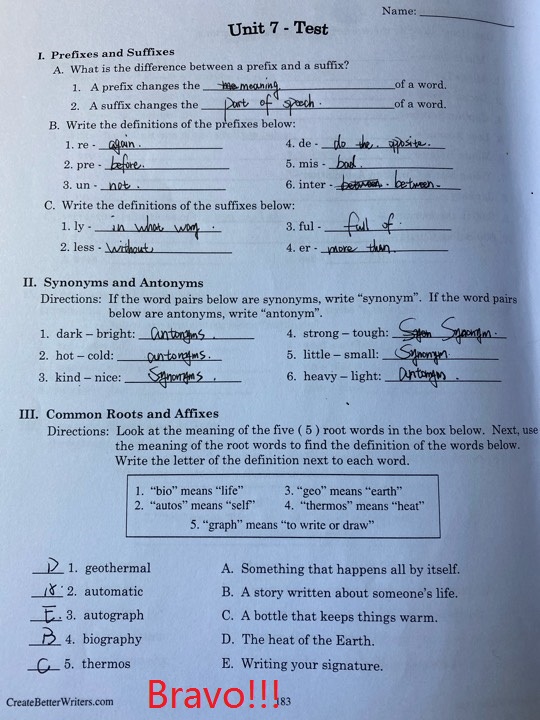 Name:
Unit 7 - Test
I. Prefixes and Suffixes
A. What is the difference between a prefix and a suffix?
1. A prefix changes the the meaning. of a word.
2. A suffix changes the part of speech. of a word.
B. Write the definitions of the prefixes below:
1. re - again. 4. de - do the opposite.
2. pre - before. 5. mis - bad.
3. un - not. 6. inter - between. between.
C. Write the definitions of the suffixes below:
1. ly - in what way. 3. ful - full of.
2. less - without 4. er - more than.
II. Synonyms and Antonyms
Directions: If the word pairs below are synonyms, write “synonym”. If the word pairs
below are antonyms, write “antonym”.
1. dark – bright: antonyms. 4. strong – tough: Synonym.
2. hot – cold: antonyms. 5. little – small: Synonym.
3. kind – nice: Synonyms. 6. heavy – light: antonym.
III. Common Roots and Affixes
Directions: Look at the meaning of the five ( 5 ) root words in the box below. Next, use
the meaning of the root words to find the definition of the words below.
Write the letter of the definition next to each word.
1. “bio” means “life” 3. “geo” means “earth”
2. “autos” means “self” 4. “thermos” means “heat”
5. “graph” means “to write or draw”
D 1. geothermal A. Something that happens all by itself.
2. automatic B. A story written about someone's life.
E. 3. autograph C. A bottle that keeps things warm.
B 4. biography D. The heat of the Earth.
C 5. thermos E. Writing your signature.
CreateBetterWriters.com Bravo!!! 183